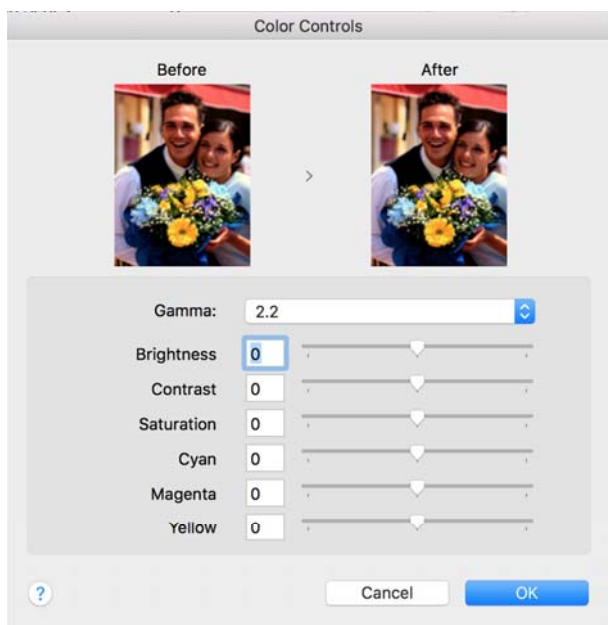 Color Controls
Before After
>
Gamma: 2.2
Brightness 0
Contrast 0
Saturation 0
Cyan 0
Magenta 0
Yellow 0
? Cancel OK